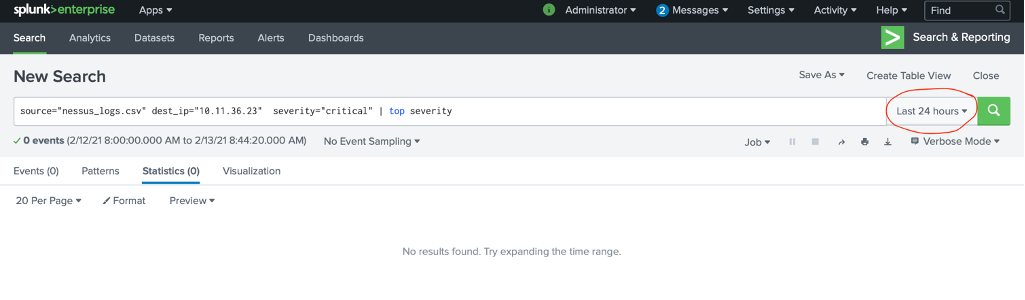 splunk>enterprise Apps ▾ i Administrator ▾ 2 Messages ▾ Settings ▾ Activity ▾ Help ▾ Find
Search Analytics Datasets Reports Alerts Dashboards > Search & Reporting
New Search Save As ▾ Create Table View Close
source="nessus_logs.csv" dest_ip="10.11.36.23"  severity="critical" | top severity Last 24 hours ▾
✓ 0 events (2/12/21 8:00:00.000 AM to 2/13/21 8:44:20.000 AM) No Event Sampling ▾ Job ▾ Verbose Mode ▾
Events (0) Patterns Statistics (0) Visualization
20 Per Page ▾ Format Preview ▾
No results found. Try expanding the time range.